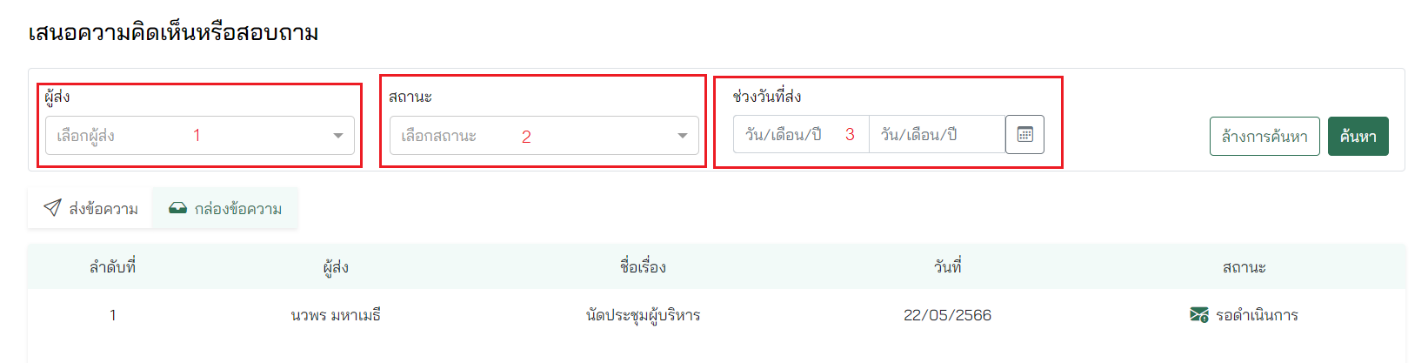 เสนอความคิดเห็นหรือสอบถาม
ผู้ส่ง สถานะ ช่วงวันที่ส่ง
เลือกผู้ส่ง 1 เลือกสถานะ 2 วัน/เดือน/ปี 3 วัน/เดือน/ปี ล้างการค้นหา ค้นหา
ส่งข้อความ กล่องข้อความ
ลำดับที่ ผู้ส่ง ชื่อเรื่อง วันที่ สถานะ
1 นวพร มหาเมธี นัดประชุมผู้บริหาร 22/05/2566 รอดำเนินการ